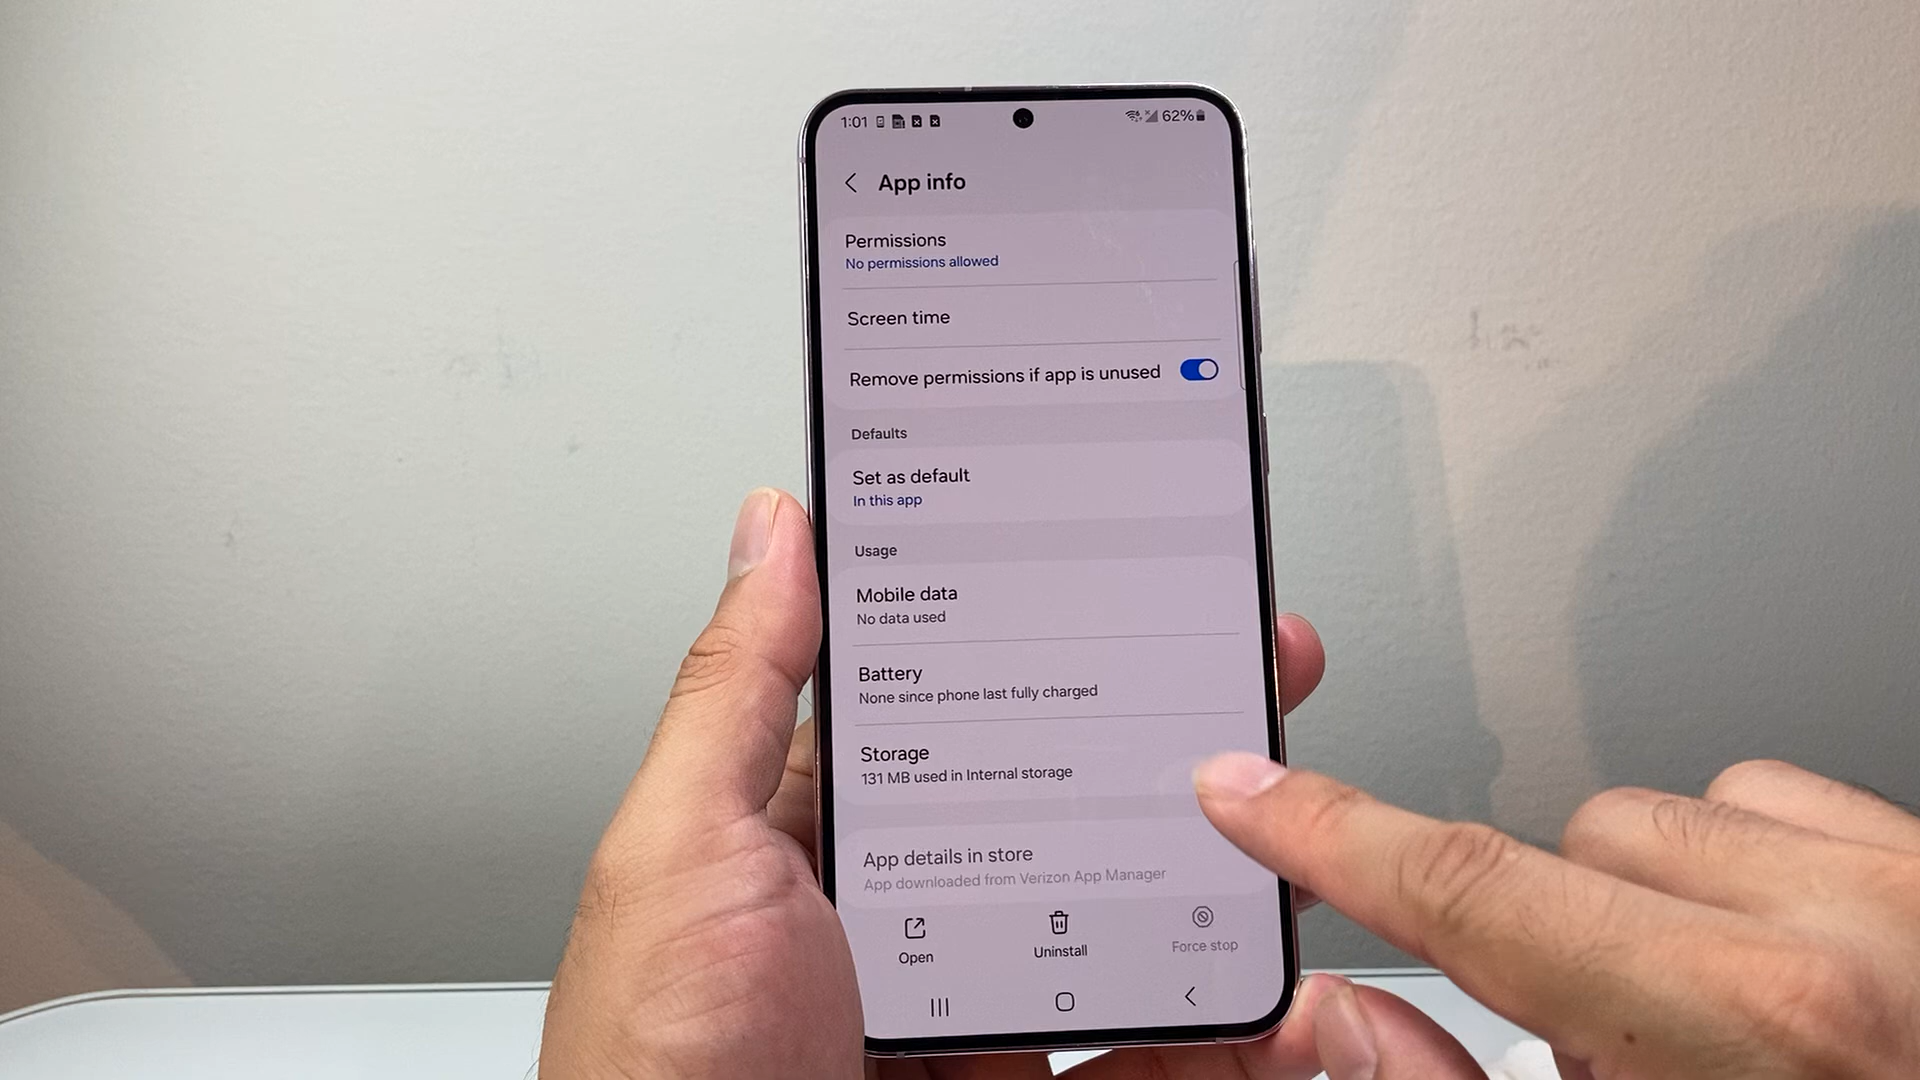 1:01 62%
App info
Permissions
No permissions allowed
Screen time
Remove permissions if app is unused
Defaults
Set as default
In this app
Usage
Mobile data
No data used
Battery
None since phone last fully charged
Storage
131 MB used in Internal storage
App details in store
App downloaded from Verizon App Manager
Open Uninstall Force stop